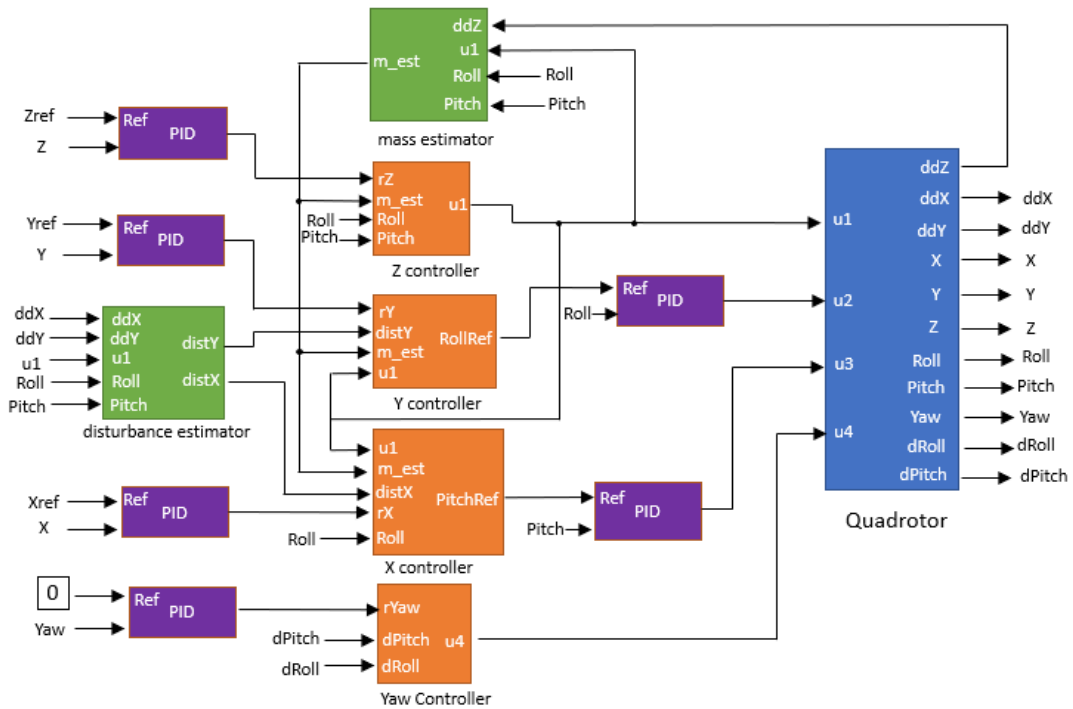 ddZ
u1
m_est
Roll
Roll
Pitch
Pitch
mass estimator
Zref
Ref
PID
Z
rZ
m_est
u1
Roll
Roll
Pitch
Pitch
Z controller
Yref
Ref
PID
Y
rY
distY
RollRef
m_est
u1
Y controller
Ref
PID
Roll
ddX
ddX
ddY
ddY
distY
u1
u1
Roll
Roll
distX
Pitch
Pitch
disturbance estimator
u1
m_est
distX
PitchRef
rX
Roll
Roll
X controller
Xref
Ref
PID
X
Ref
PID
Pitch
0
Ref
PID
Yaw
rYaw
dPitch
dPitch
u4
dRoll
dRoll
Yaw Controller
ddZ
ddX
ddX
u1
ddY
ddY
X
X
u2
Y
Y
Z
Z
u3
Roll
Roll
Pitch
Pitch
Yaw
Yaw
u4
dRoll
dRoll
dPitch
dPitch
Quadrotor